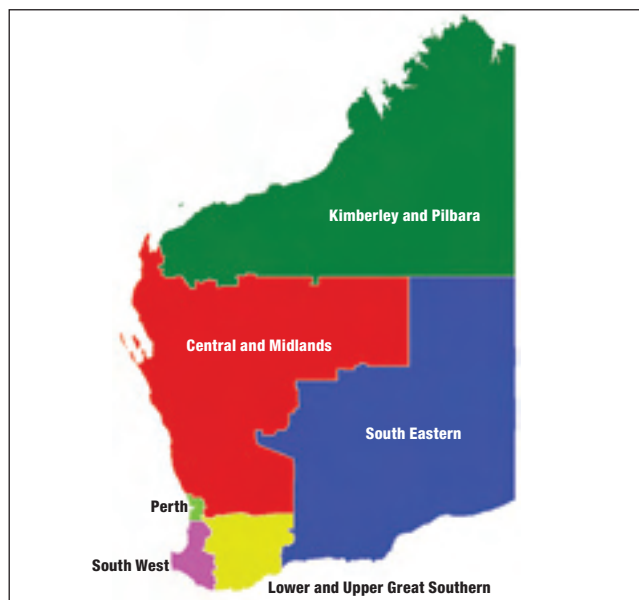 Kimberley and Pilbara
Central and Midlands
South Eastern
Perth
South West
Lower and Upper Great Southern